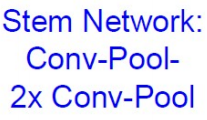 Stem Network:
Conv-Pool-
2x Conv-Pool